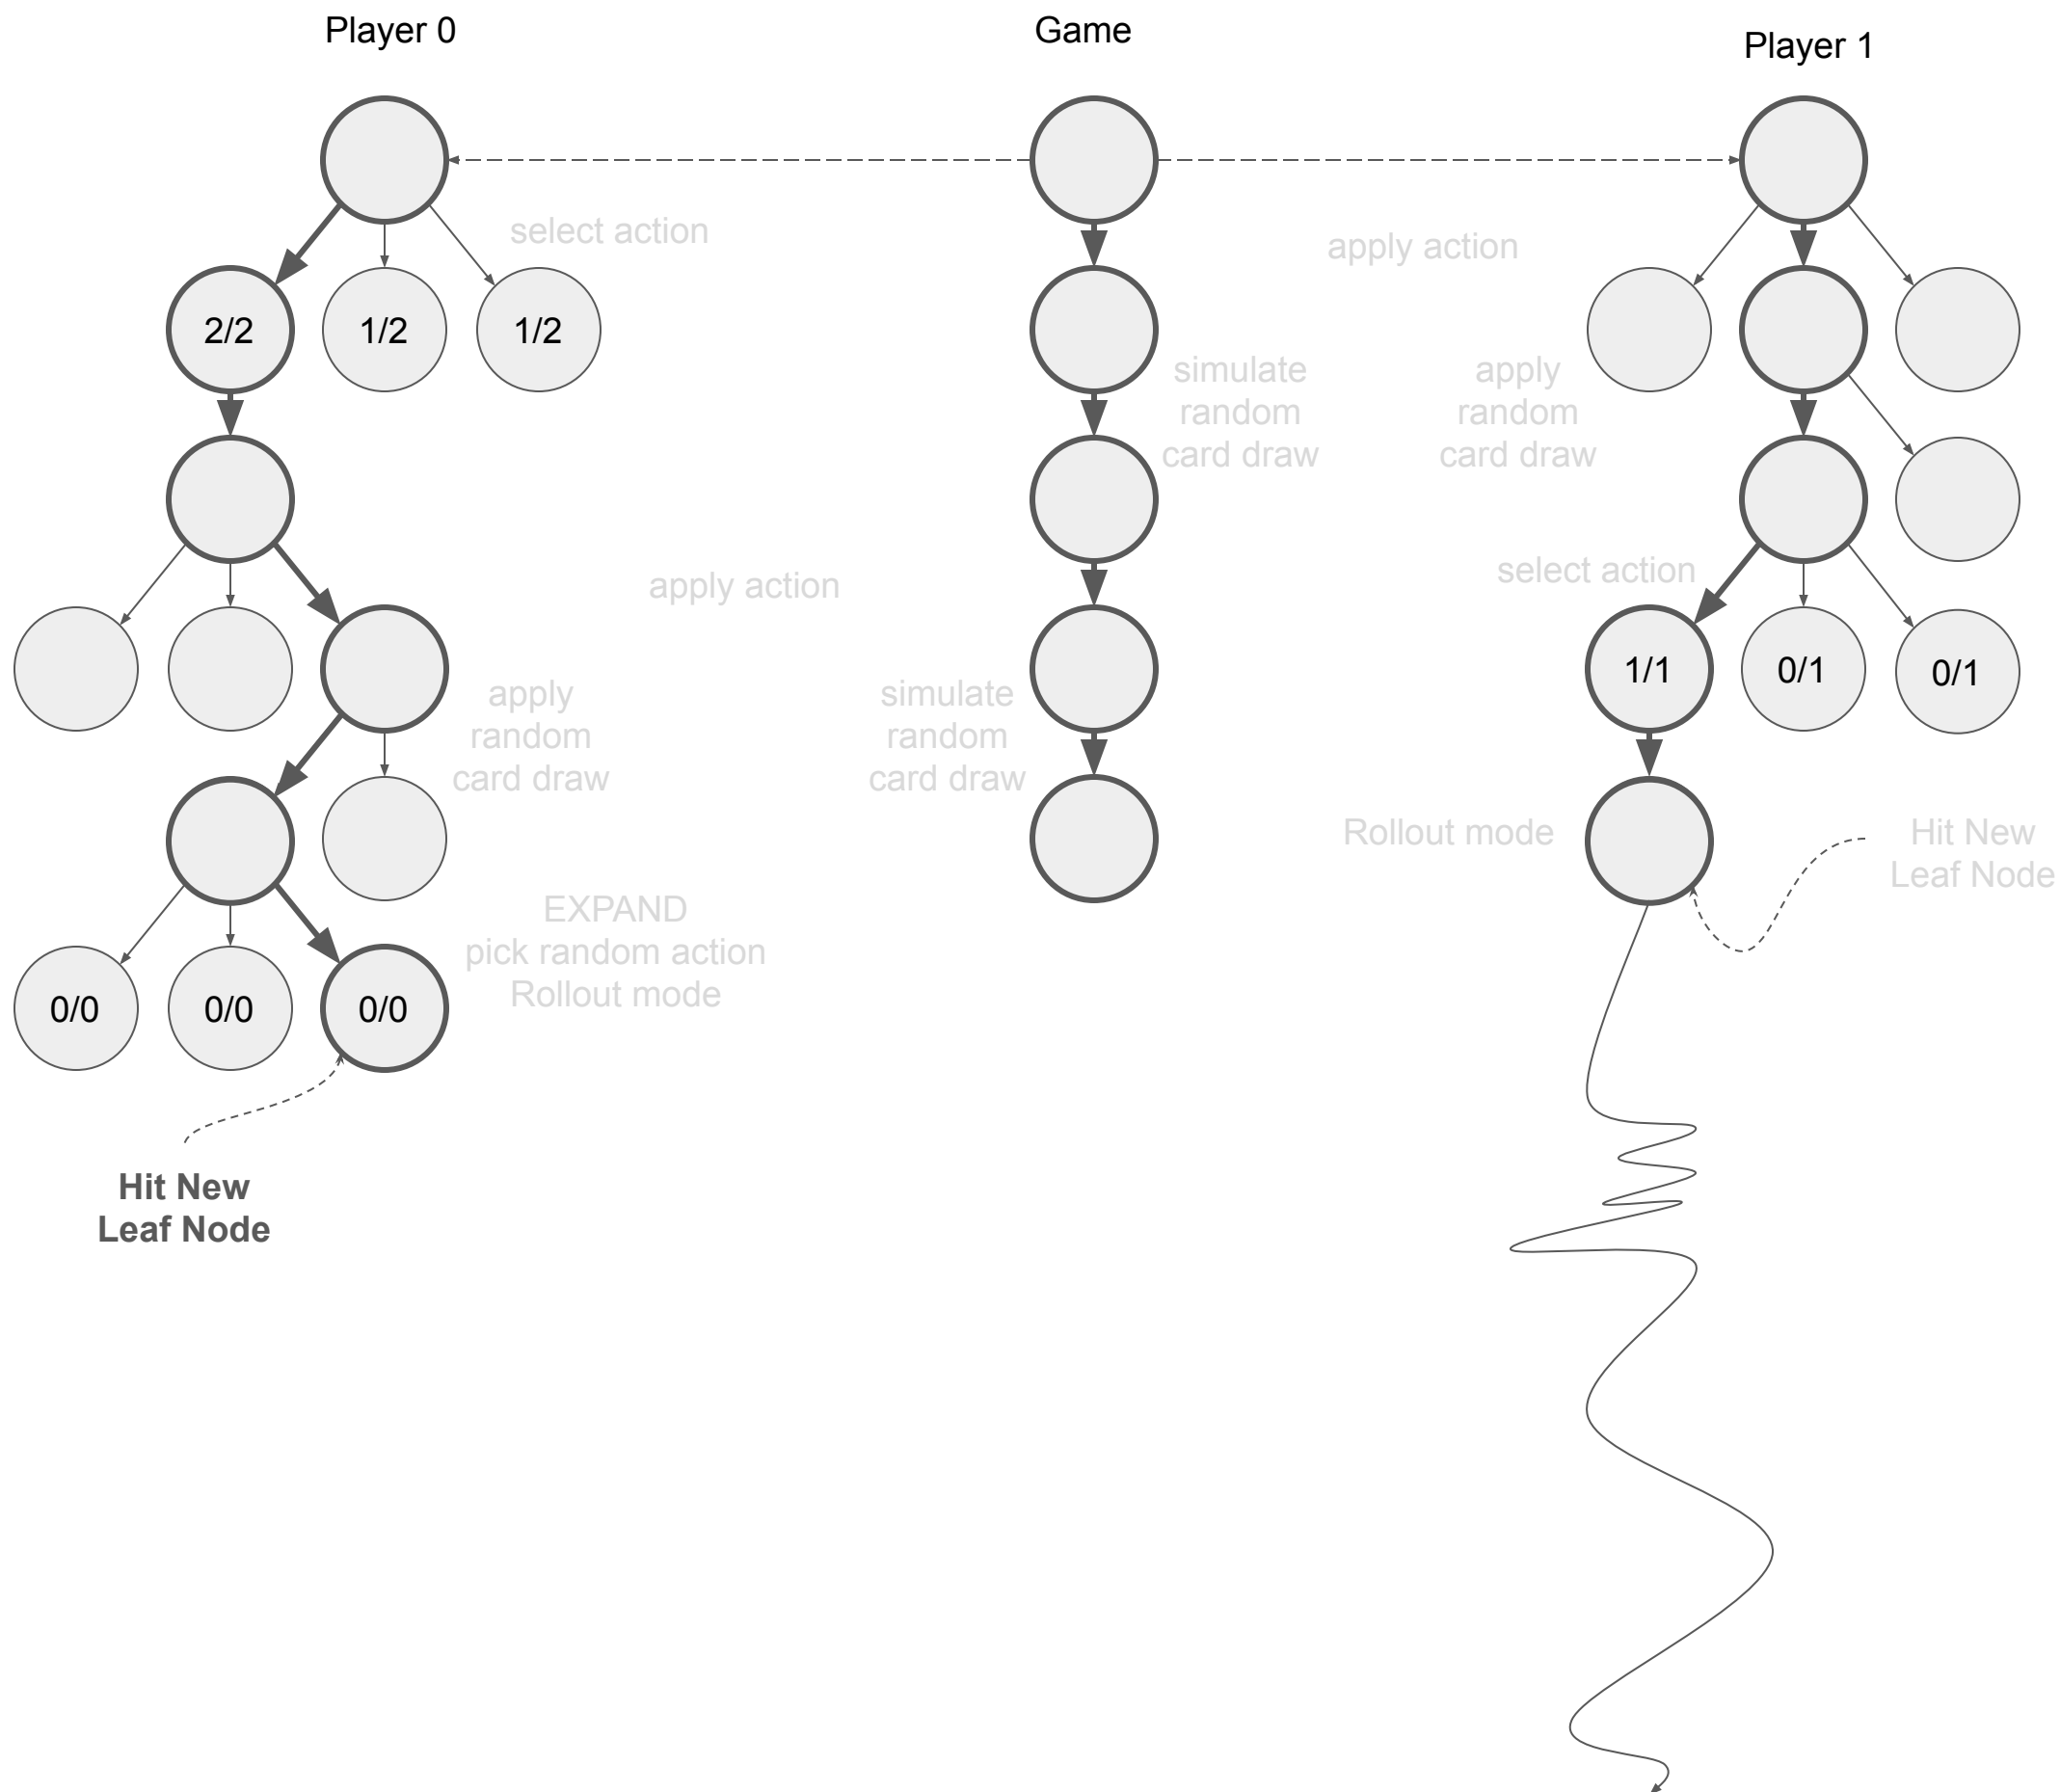 Player 0
Game
Player 1
select action
apply action
2/2
1/2
1/2
simulate
random
card draw
apply
random
card draw
apply action
select action
1/1
0/1
0/1
apply
random
card draw
simulate
random
card draw
Rollout mode
Hit New
Leaf Node
EXPAND
pick random action
Rollout mode
0/0
0/0
0/0
Hit New
Leaf Node